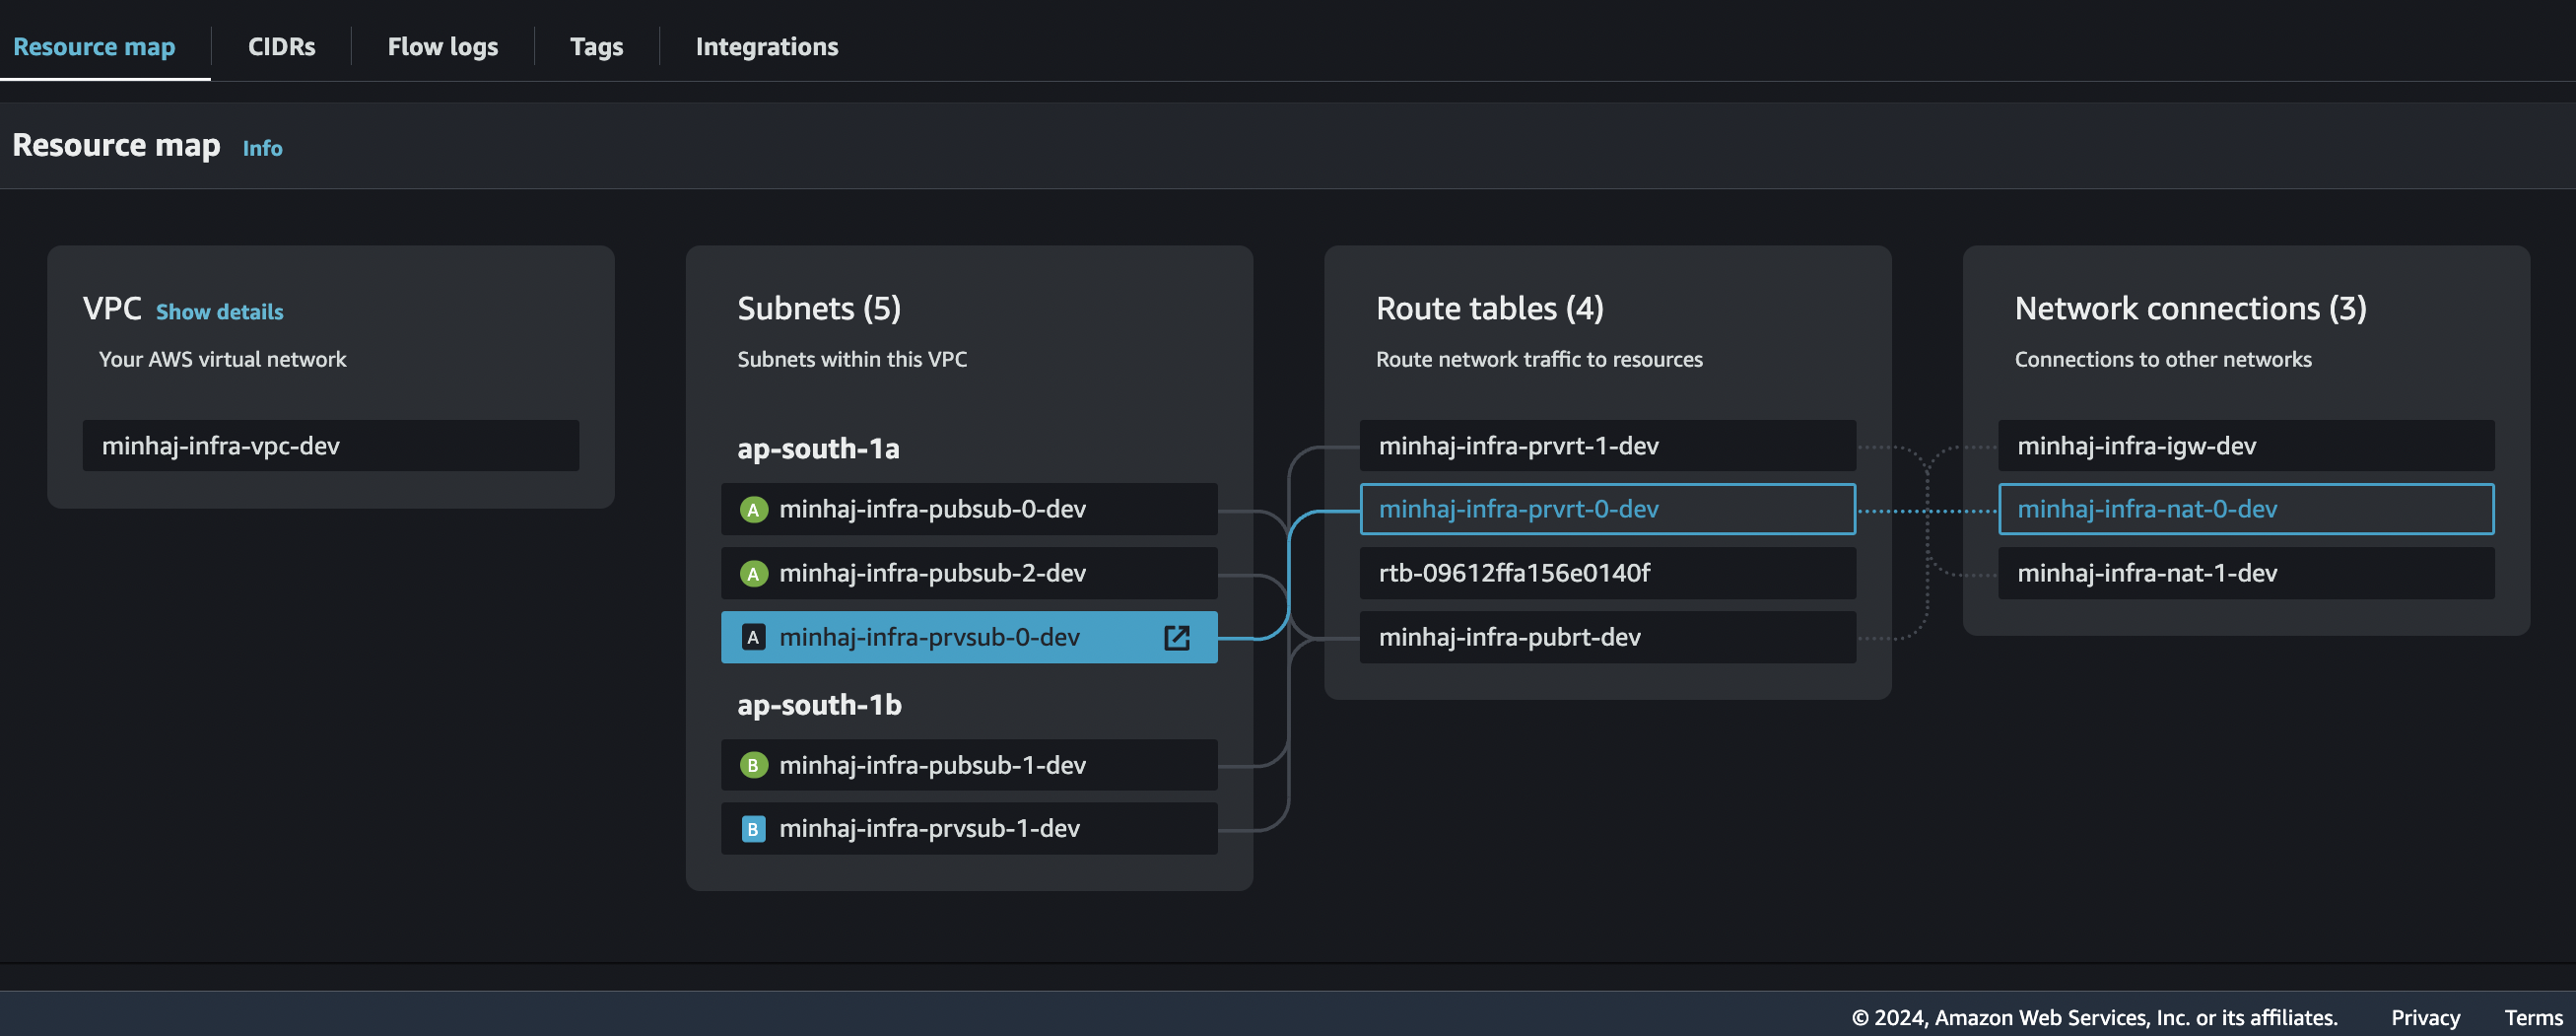 Resource map
CIDRs
Flow logs
Tags
Integrations
Resource map Info
VPC Show details
Your AWS virtual network
minhaj-infra-vpc-dev
Subnets (5)
Subnets within this VPC
ap-south-1a
A minhaj-infra-pubsub-0-dev
A minhaj-infra-pubsub-2-dev
A minhaj-infra-prvsub-0-dev
ap-south-1b
B minhaj-infra-pubsub-1-dev
B minhaj-infra-prvsub-1-dev
Route tables (4)
Route network traffic to resources
minhaj-infra-prvrt-1-dev
minhaj-infra-prvrt-0-dev
rtb-09612ffa156e0140f
minhaj-infra-pubrt-dev
Network connections (3)
Connections to other networks
minhaj-infra-igw-dev
minhaj-infra-nat-0-dev
minhaj-infra-nat-1-dev
© 2024, Amazon Web Services, Inc. or its affiliates.
Privacy
Terms